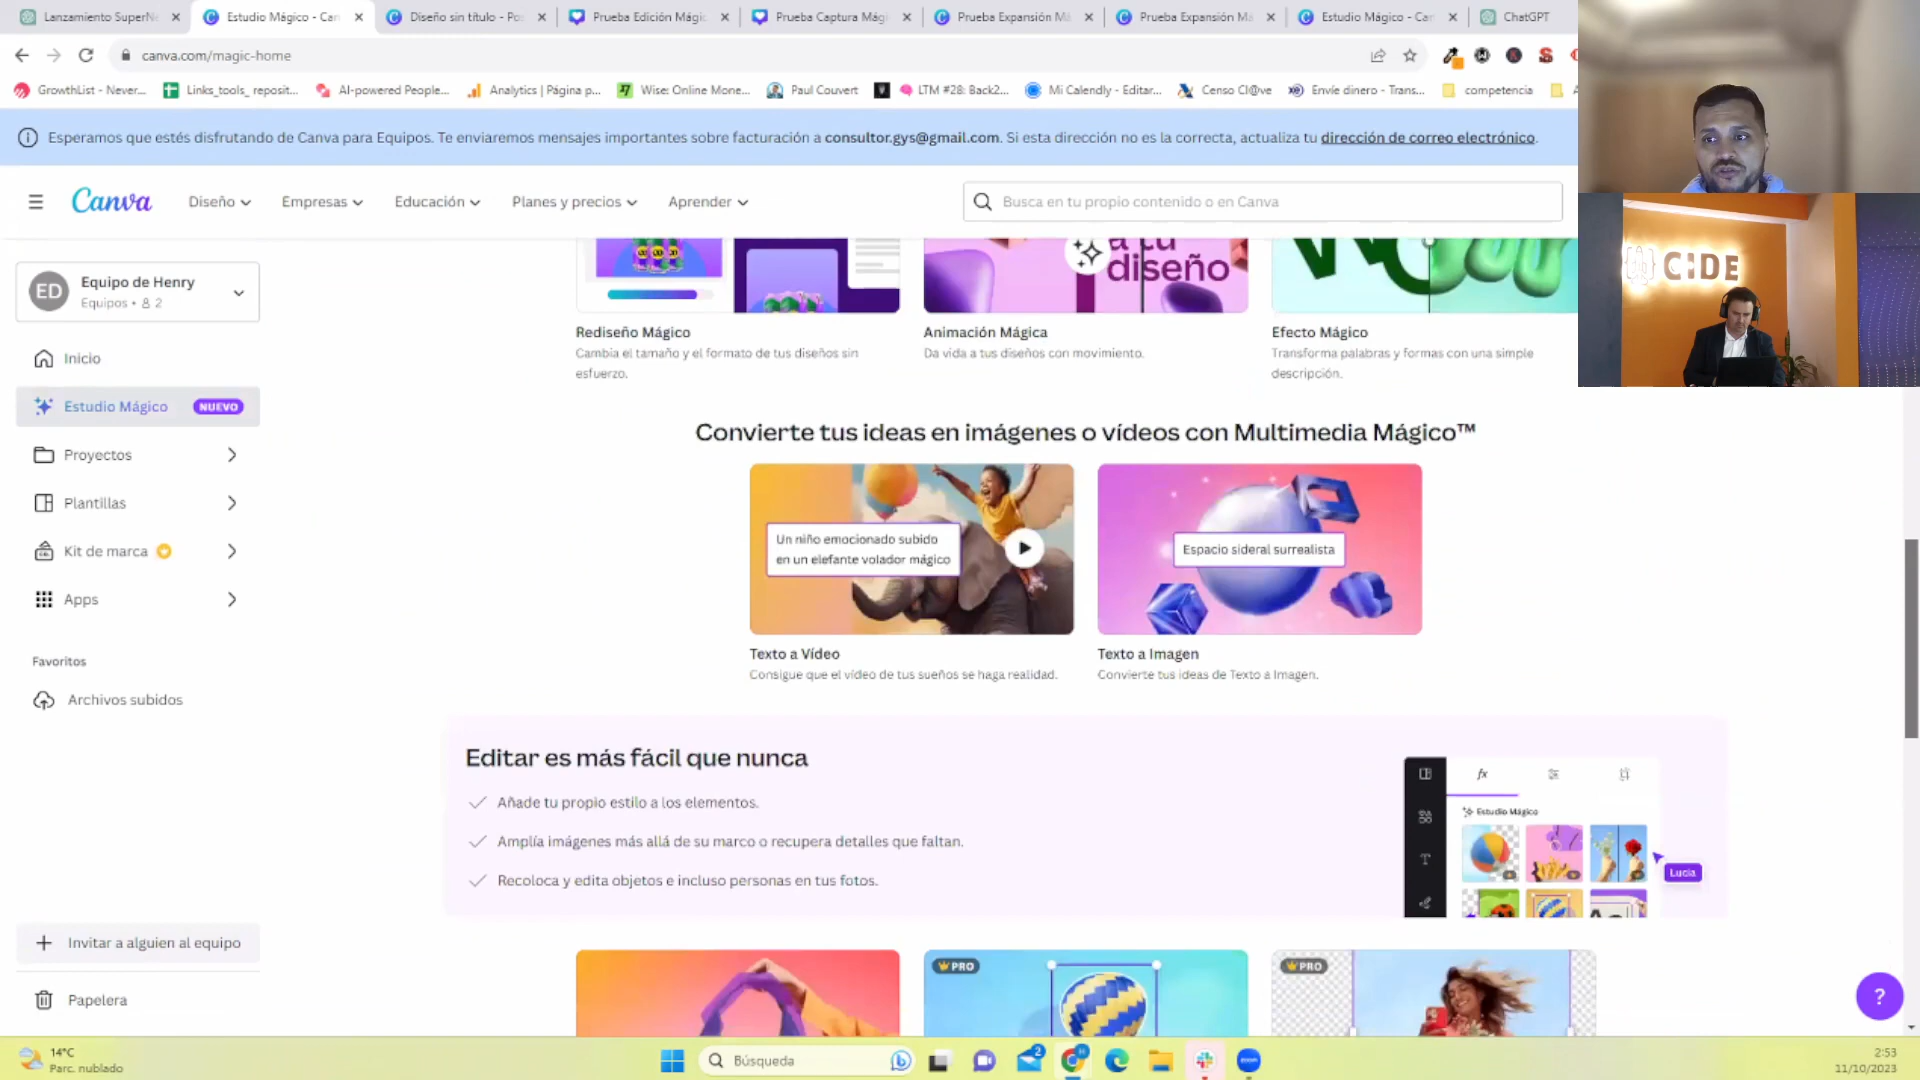 Lanzamiento SuperN
Estudio Mágico - Can
Diseño sin título - Pos
Prueba Edición Mágic
Prueba Captura Mági
Prueba Expansión Má
Prueba Expansión Má
Estudio Mágico - Can
ChatGPT
canva.com/magic-home
GrowthList - Never...
Links_tools_ reposit...
AI-powered People...
Analytics | Página p...
Wise: Online Mone...
Paul Couvert
LTM #28: Back2...
Mi Calendly - Editar...
Censo Cl@ve
Envíe dinero - Trans...
competencia
Esperamos que estés disfrutando de Canva para Equipos. Te enviaremos mensajes importantes sobre facturación a consultor.gys@gmail.com. Si esta dirección no es la correcta, actualiza tu dirección de correo electrónico.
Canva
Diseño
Empresas
Educación
Planes y precios
Aprender
Busca en tu propio contenido o en Canva
CIDE
ED
Equipo de Henry
Equipos • 2
Inicio
Estudio Mágico
NUEVO
Proyectos
Plantillas
Kit de marca
Apps
Favoritos
Archivos subidos
Invitar a alguien al equipo
Papelera
a tu
diseño
Rediseño Mágico
Cambia el tamaño y el formato de tus diseños sin
esfuerzo.
Animación Mágica
Da vida a tus diseños con movimiento.
Efecto Mágico
Transforma palabras y formas con una simple
descripción.
Convierte tus ideas en imágenes o vídeos con Multimedia Mágico™
Un niño emocionado subido
en un elefante volador mágico
Espacio sideral surrealista
Texto a Vídeo
Consigue que el vídeo de tus sueños se haga realidad.
Texto a Imagen
Convierte tus ideas de Texto a Imagen.
Editar es más fácil que nunca
Añade tu propio estilo a los elementos.
Amplía imágenes más allá de su marco o recupera detalles que faltan.
Recoloca y edita objetos e incluso personas en tus fotos.
fx
Estudio Mágico
T
Lucía
PRO
PRO
?
14°C
Parc. nublado
Búsqueda
2
2:53
11/10/2023